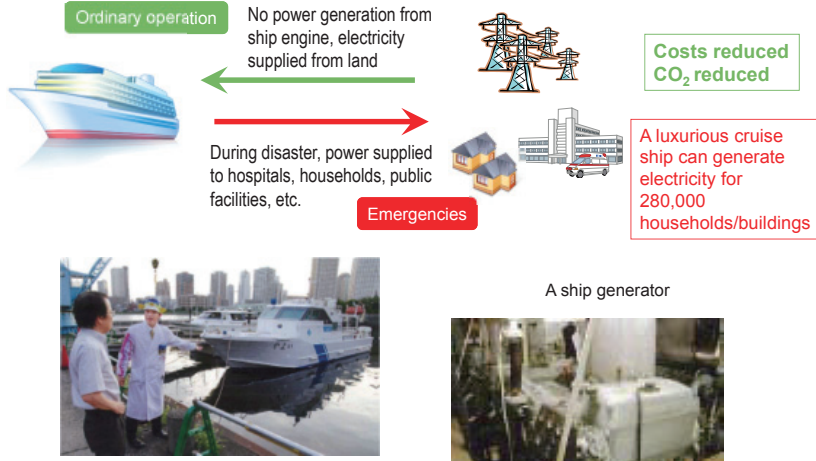 Ordinary operation
No power generation from
ship engine, electricity
supplied from land
Costs reduced
CO₂ reduced
During disaster, power supplied
to hospitals, households, public
facilities, etc.
Emergencies
A luxurious cruise
ship can generate
electricity for
280,000
households/buildings
A ship generator